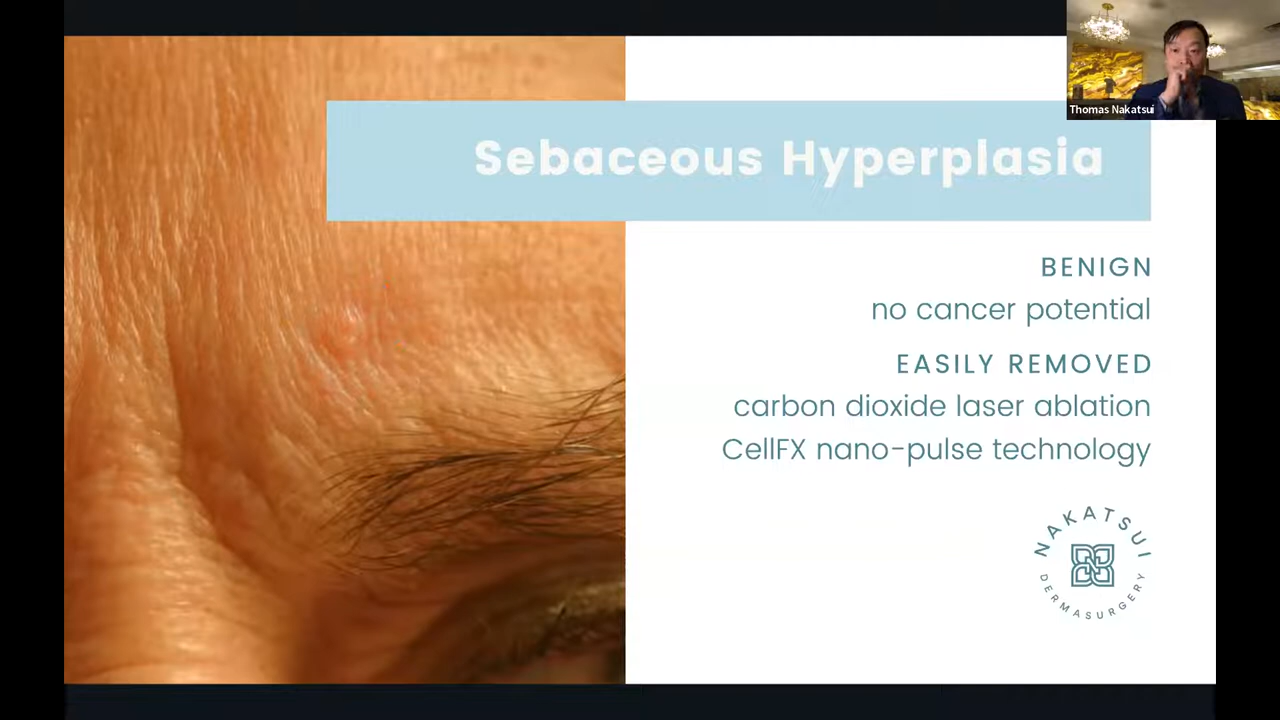 Thomas Nakatsui
Sebaceous Hyperplasia
BENIGN
no cancer potential
EASILY REMOVED
carbon dioxide laser ablation
CellFX nano-pulse technology
NAKATSUI
DERMASURGERY